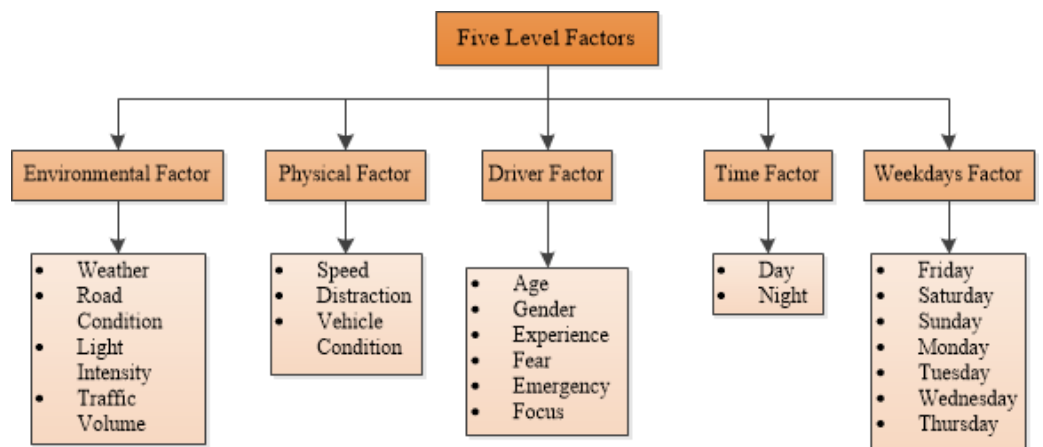 Five Level Factors
Environmental Factor
Physical Factor
Driver Factor
Time Factor
Weekdays Factor
• Weather
• Road
Condition
• Light
Intensity
• Traffic
Volume
• Speed
• Distraction
• Vehicle
Condition
• Age
• Gender
• Experience
• Fear
• Emergency
• Focus
• Day
• Night
• Friday
• Saturday
• Sunday
• Monday
• Tuesday
• Wednesday
• Thursday